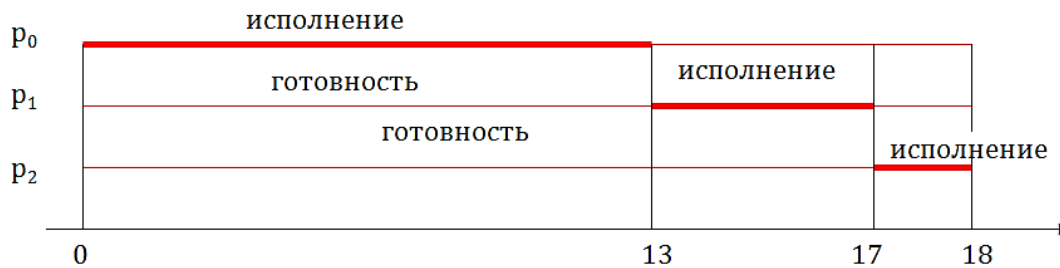 исполнение
p₀
готовность
исполнение
p₁
готовность
исполнение
p₂
0
13
17
18